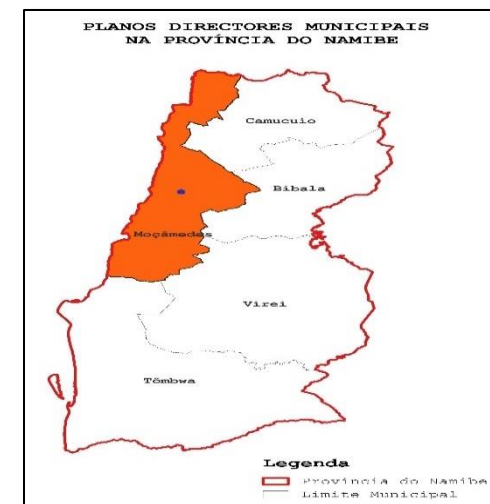 PLANOS DIRECTORES MUNICIPAIS
NA PROVÍNCIA DO NAMIBE
Camucuio
Bibala
Moçâmedes
Virei
Tômbwa
Legenda
Província do Namibe
Limite Municipal